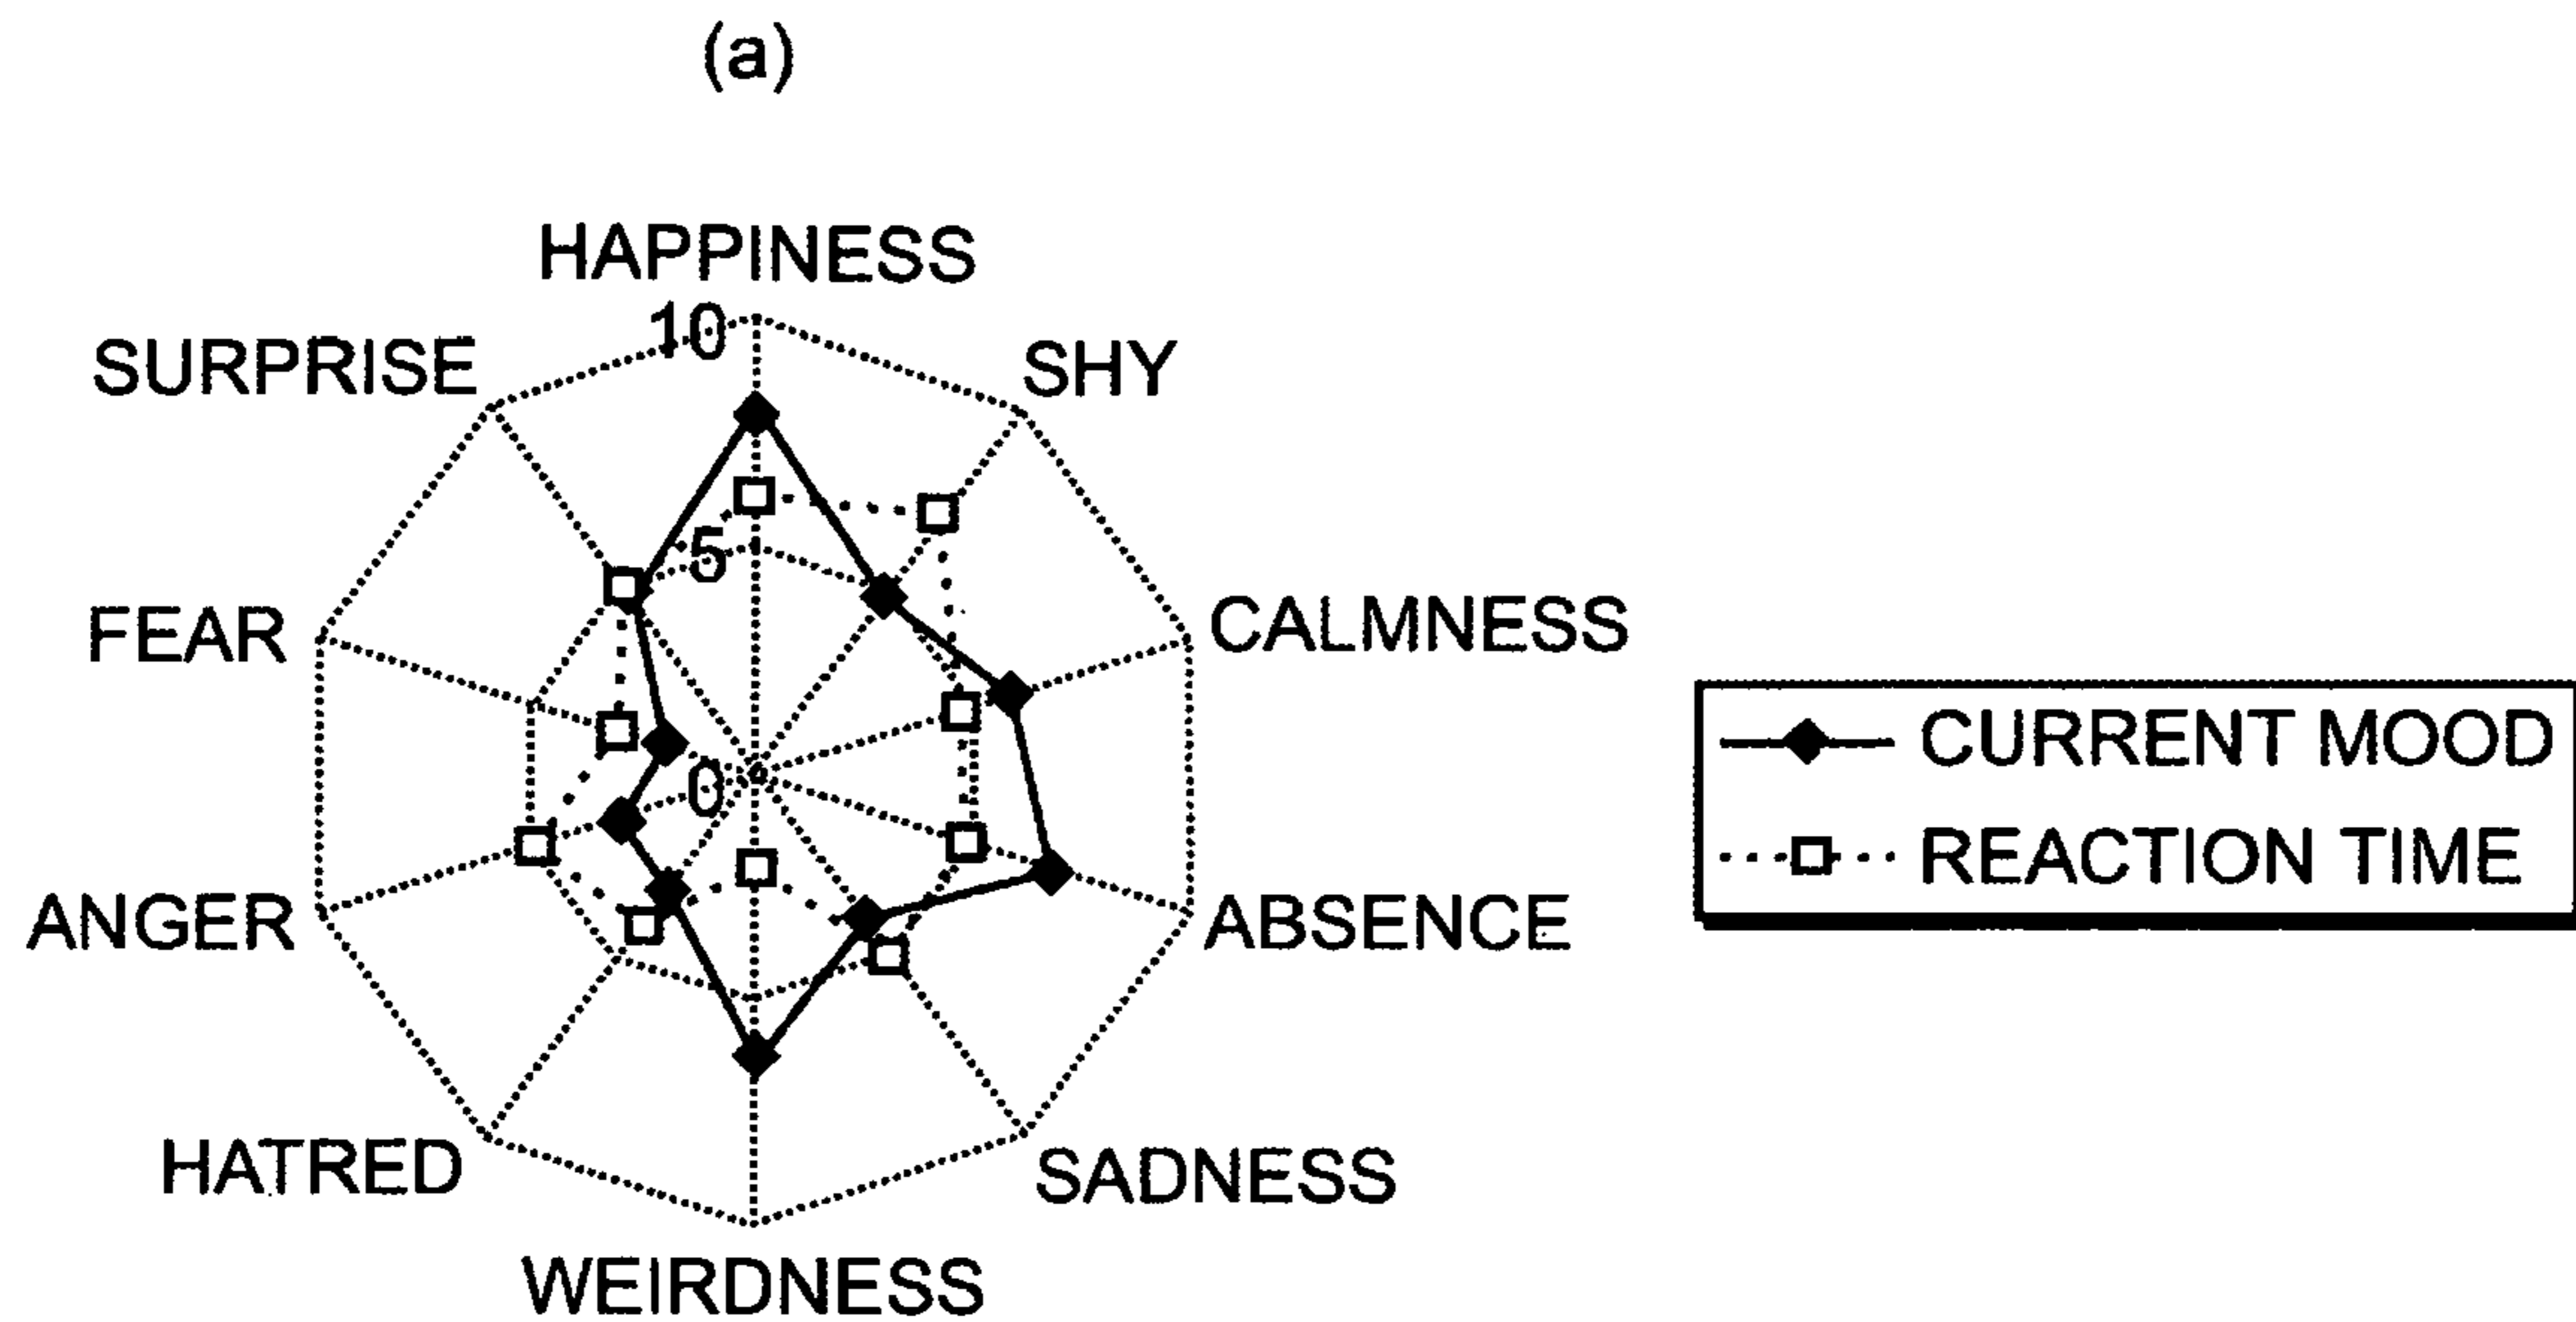 (a)
HAPPINESS
10
SURPRISE
SHY
5
FEAR
CALMNESS
0
ANGER
ABSENCE
HATRED
SADNESS
WEIRDNESS
CURRENT MOOD
REACTION TIME